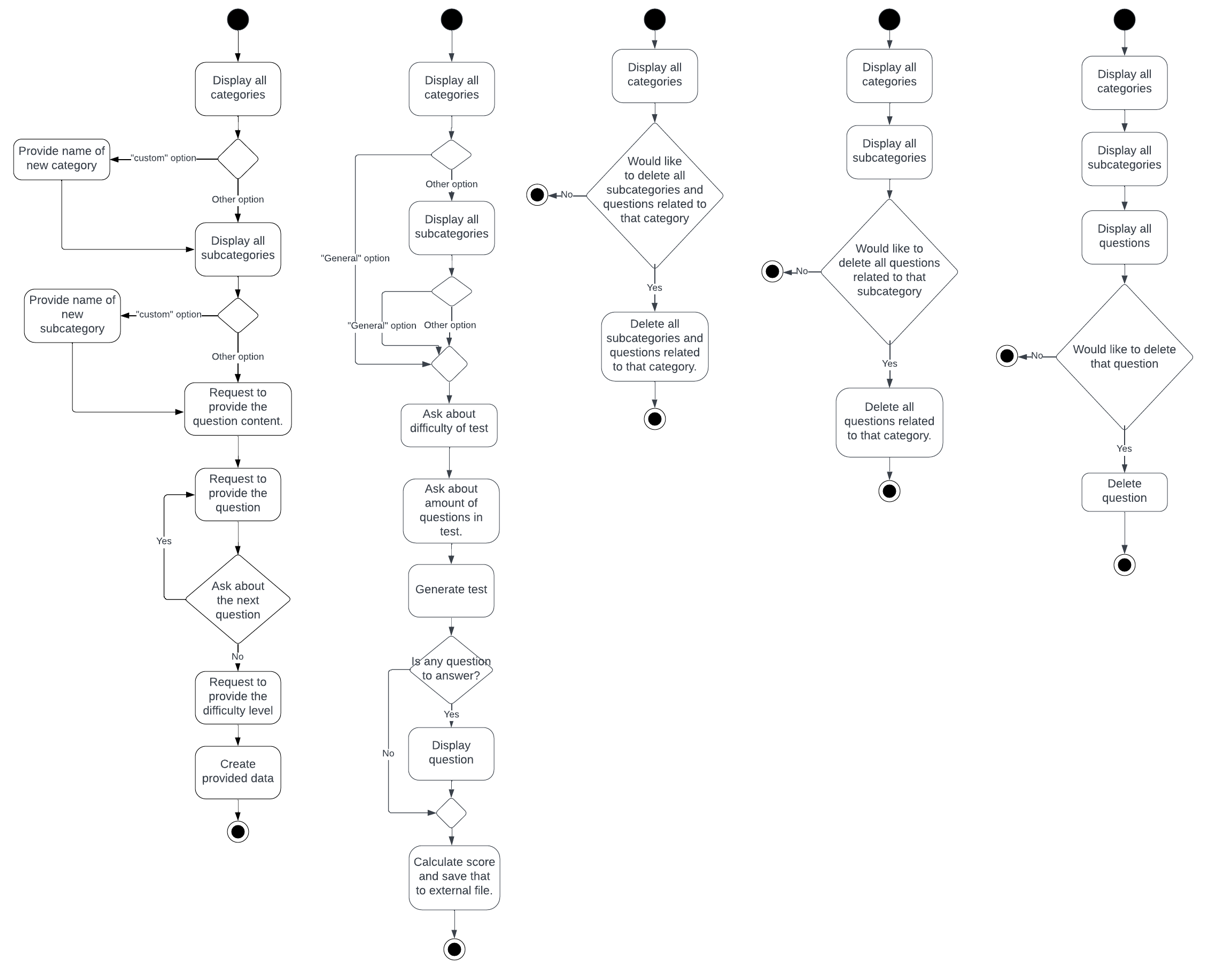 Display all
categories
"custom" option
Provide name of
new category
Other option
Display all
subcategories
"custom" option
Provide name of
new
subcategory
Other option
Request to
provide the
question content.
Request to
provide the
question
Yes
Ask about
the next
question
No
Request to
provide the
difficulty level
Create
provided data
Display all
categories
Other option
Display all
subcategories
"General" option
"General" option
Other option
Ask about
difficulty of test
Ask about
amount of
questions in
test.
Generate test
Is any question
to answer?
Yes
Display
question
No
Calculate score
and save that
to external file.
Display all
categories
Would like
to delete all
subcategories and
questions related to
that category
No
Yes
Delete all
subcategories and
questions related
to that category.
Display all
categories
Display all
subcategories
Would like to
delete all questions
related to that
subcategory
No
Yes
Delete all
questions related
to that category.
Display all
categories
Display all
subcategories
Display all
questions
Would like to delete
that question
No
Yes
Delete
question